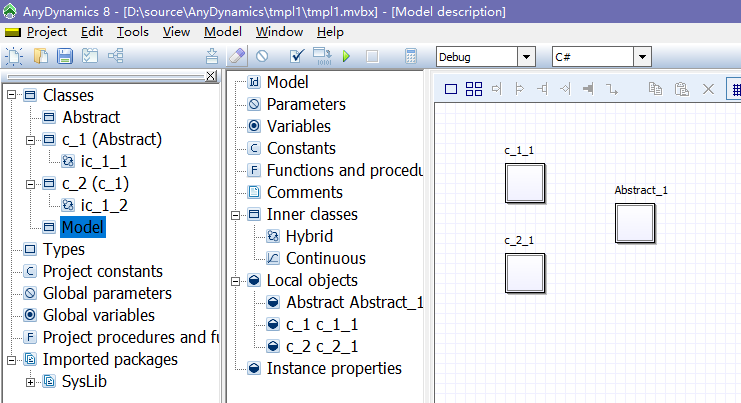 AnyDynamics 8 - [D:\source\AnyDynamics\tmpl1\tmpl1.mvbx] - [Model description]
Project Edit Tools View Model Window Help
Debug C#
Classes
Abstract
c_1 (Abstract)
ic_1_1
c_2 (c_1)
ic_1_2
Model
Types
Project constants
Global parameters
Global variables
Project procedures and fu
Imported packages
SysLib
Model
Parameters
Variables
Constants
Functions and procedu
Comments
Inner classes
Hybrid
Continuous
Local objects
Abstract Abstract_1
c_1 c_1_1
c_2 c_2_1
Instance properties
c_1_1
Abstract_1
c_2_1